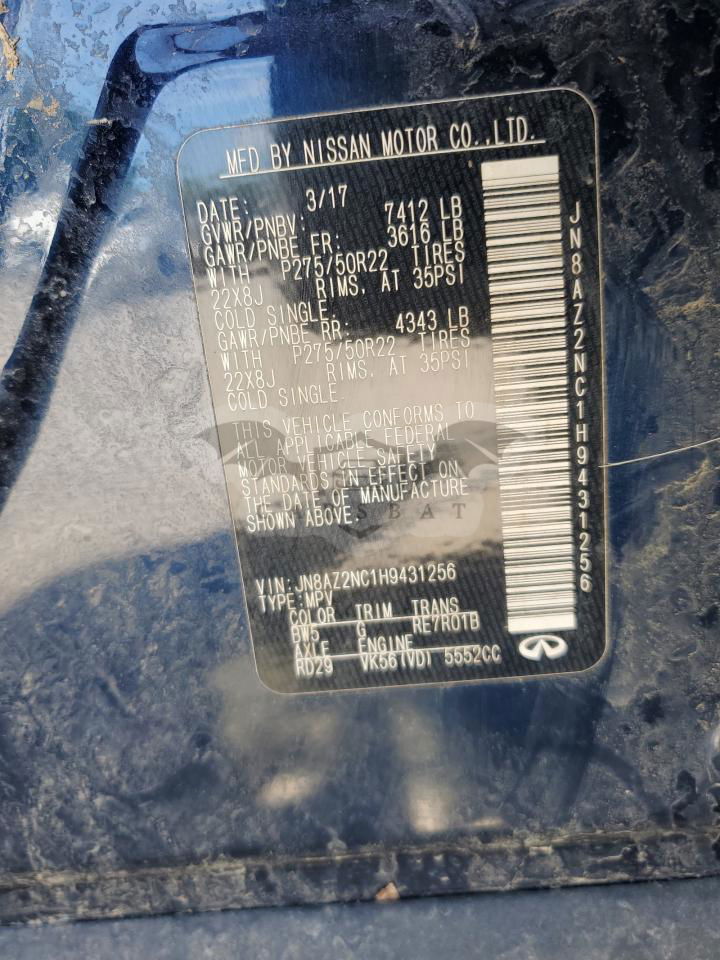 MFD BY NISSAN MOTOR CO.,LTD.
DATE: 3/17
GVWR/PNBV: 7412 LB
GAWR/PNBE FR: 3616 LB
WITH P275/50R22 TIRES
22X8J RIMS, AT 35PSI
COLD SINGLE.
GAWR/PNBE RR: 4343 LB
WITH P275/50R22 TIRES
22X8J RIMS, AT 35PSI
COLD SINGLE.
THIS VEHICLE CONFORMS TO
ALL APPLICABLE FEDERAL
MOTOR VEHICLE SAFETY
STANDARDS IN EFFECT ON
THE DATE OF MANUFACTURE
SHOWN ABOVE.
VIN:JN8AZ2NC1H9431256
TYPE:MPV
COLOR TRIM TRANS
BW5 G RE7R01B
AXLE ENGINE
RD29 VK56(VD) 5552CC
JN8AZ2NC1H9431256